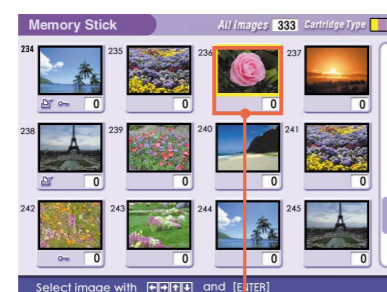 Memory Stick All Images 333 Cartridge Type
234 235 236 237
0 0 0 0
238 239 240 241
0 0 0 0
242 243 244 245
0 0 0 0
Select image with and [ENTER]